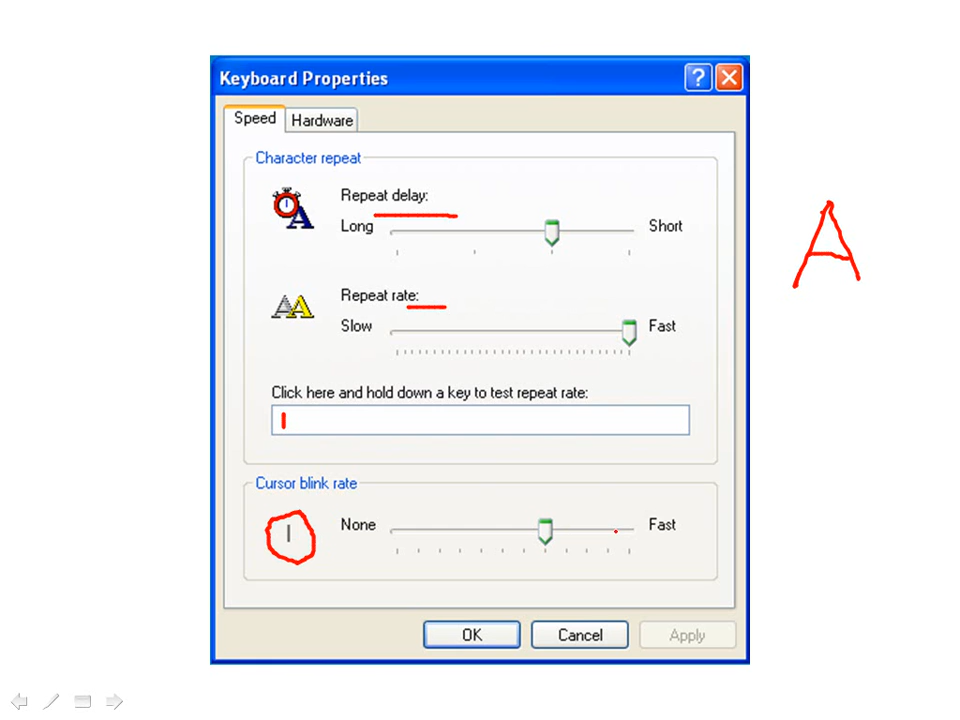 Keyboard Properties
Speed Hardware
Character repeat
Repeat delay:
Long Short
A
Repeat rate:
Slow Fast
Click here and hold down a key to test repeat rate:
Cursor blink rate
None Fast
OK Cancel Apply